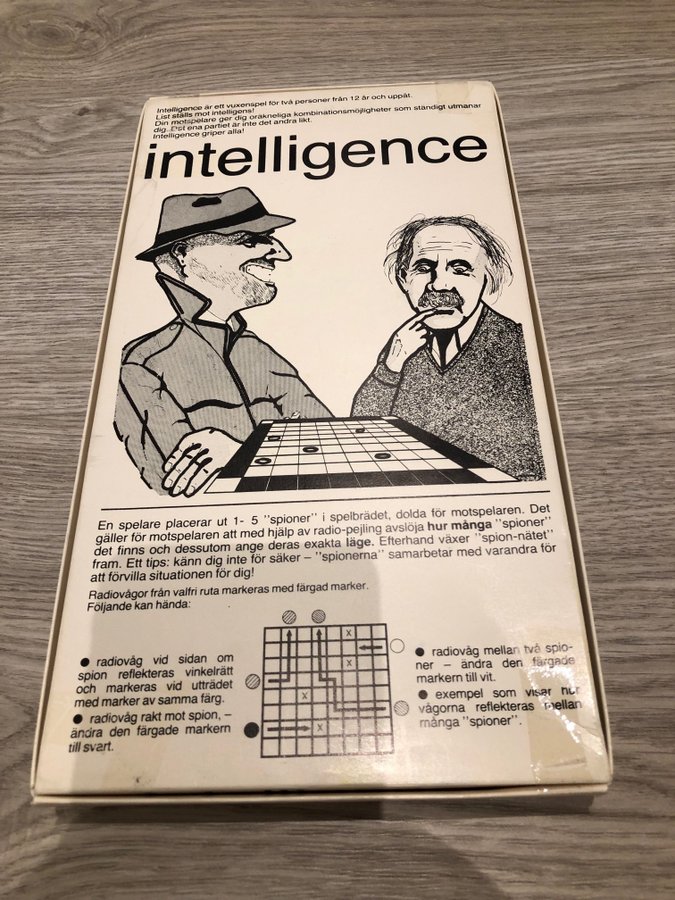 Intelligence är ett vuxenspel för två personer från 12 år och uppåt.
List ställs mot intelligens!
Din motspelare ger dig oräkneliga kombinationsmöjligheter som ständigt utmanar
dig. Det ena partiet är inte det andra likt.
Intelligence griper alla!
intelligence
En spelare placerar ut 1- 5 "spioner" i spelbrädet, dolda för motspelaren. Det
gäller för motspelaren att med hjälp av radio-pejling avslöja hur många "spioner"
det finns och dessutom ange deras exakta läge. Efterhand växer "spion-nätet"
fram. Ett tips: känn dig inte för säker – "spionerna" samarbetar med varandra för
att förvilla situationen för dig!
Radiovågor från valfri ruta markeras med färgad marker.
Följande kan hända:
● radiovåg vid sidan om
spion reflekteras vinkelrätt
och markeras vid utträdet
med marker av samma färg.
● radiovåg rakt mot spion, –
ändra den färgade markern
till svart.
X
X
X
● radiovåg mellan två spio-
ner – ändra den färgade
markern till vit.
● exempel som visar hur
vågorna reflekteras mellan
många "spioner".